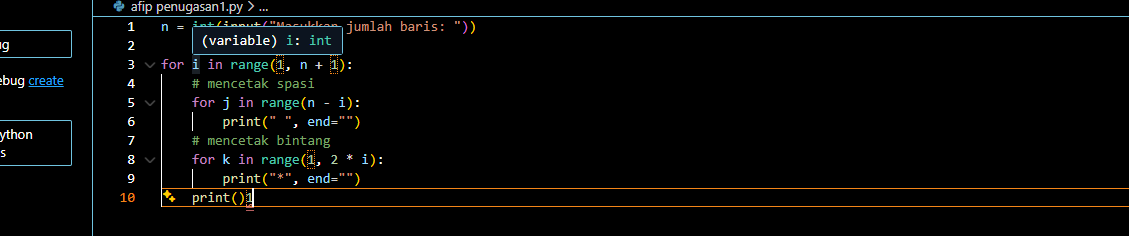 afip penugasan1.py > ...
ug
ebug create
ython
s
1 n = int(input("Masukkan jumlah baris: "))
(variable) i: int
2
3 for i in range(1, n + 1):
4 # mencetak spasi
5 for j in range(n - i):
6 print(" ", end="")
7 # mencetak bintang
8 for k in range(1, 2 * i):
9 print("*", end="")
10 print()1